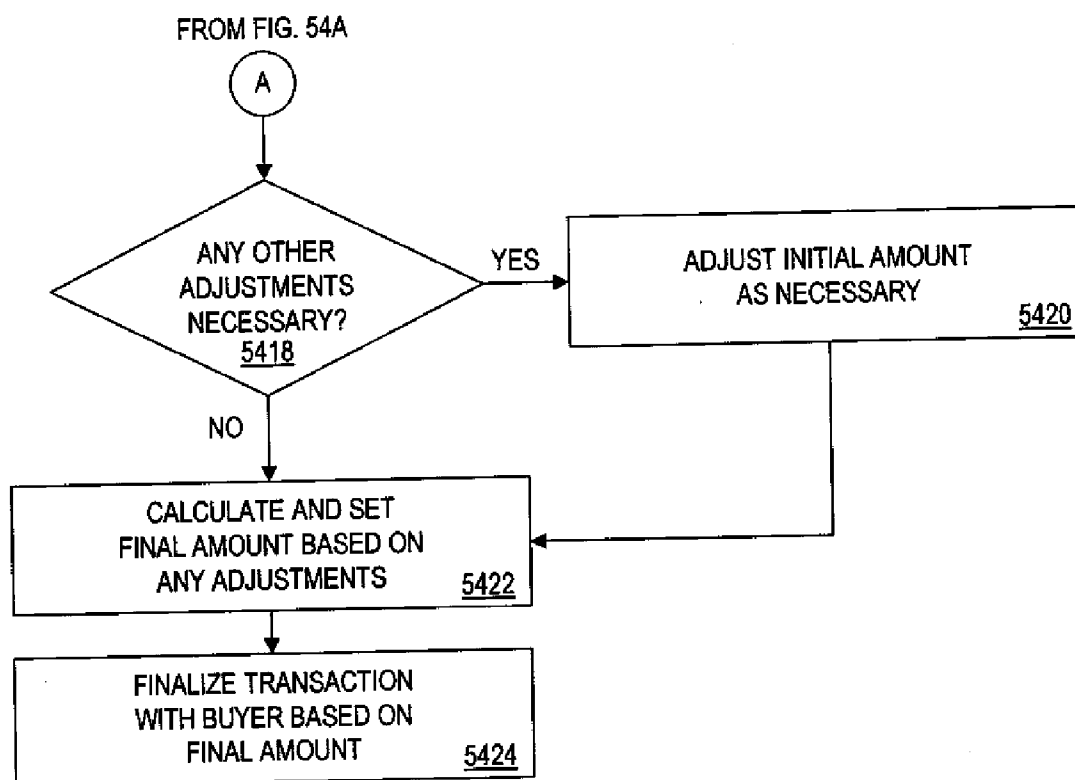 FROM FIG. 54A
A
ANY OTHER
ADJUSTMENTS
NECESSARY?
5418
YES
ADJUST INITIAL AMOUNT
AS NECESSARY
5420
NO
CALCULATE AND SET
FINAL AMOUNT BASED ON
ANY ADJUSTMENTS
5422
FINALIZE TRANSACTION
WITH BUYER BASED ON
FINAL AMOUNT
5424